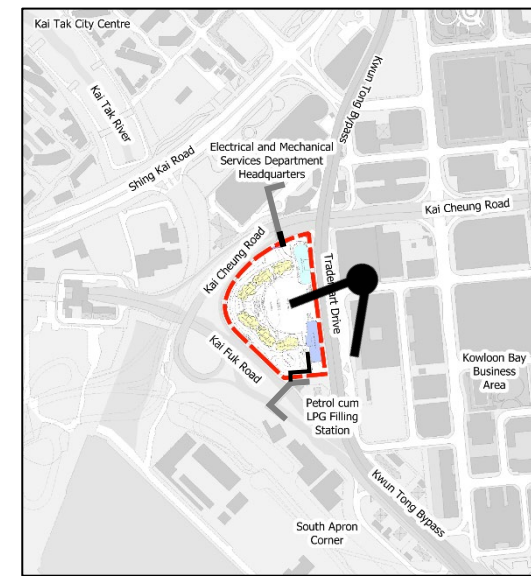 Kai Tak City Centre
Kai Tak River
Kwun Tong Bypass
Shing Kai Road
Electrical and Mechanical
Services Department
Headquarters
Kai Cheung Road
Kai Cheung Road
Trademart Drive
Kai Fuk Road
Kowloon Bay
Business
Area
Petrol cum
LPG Filling
Station
Kwun Tong Bypass
South Apron
Corner